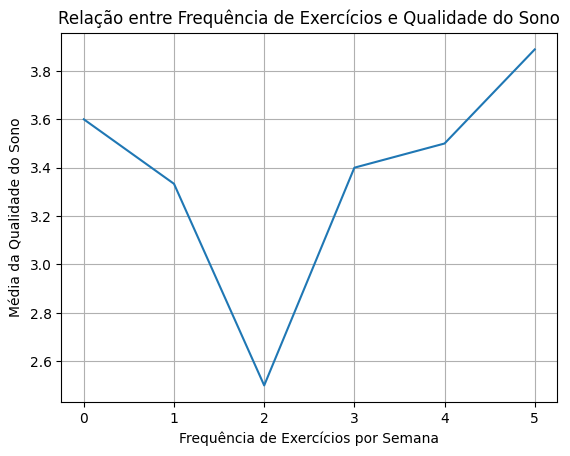 Relação entre Frequência de Exercícios e Qualidade do Sono
3.8
3.6
3.4
3.2
3.0
2.8
2.6
Média da Qualidade do Sono
0 1 2 3 4 5
Frequência de Exercícios por Semana